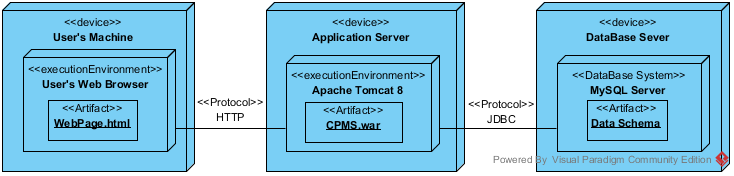 <<device>>
User's Machine
<<executionEnvironment>>
User's Web Browser
<<Artifact>>
WebPage.html
<<Protocol>>
HTTP
<<device>>
Application Server
<<executionEnvironment>>
Apache Tomcat 8
<<Artifact>>
CPMS.war
<<Protocol>>
JDBC
<<device>>
DataBase Sever
<<DataBase System>>
MySQL Server
<<Artifact>>
Data Schema
Powered By Visual Paradigm Community Edition